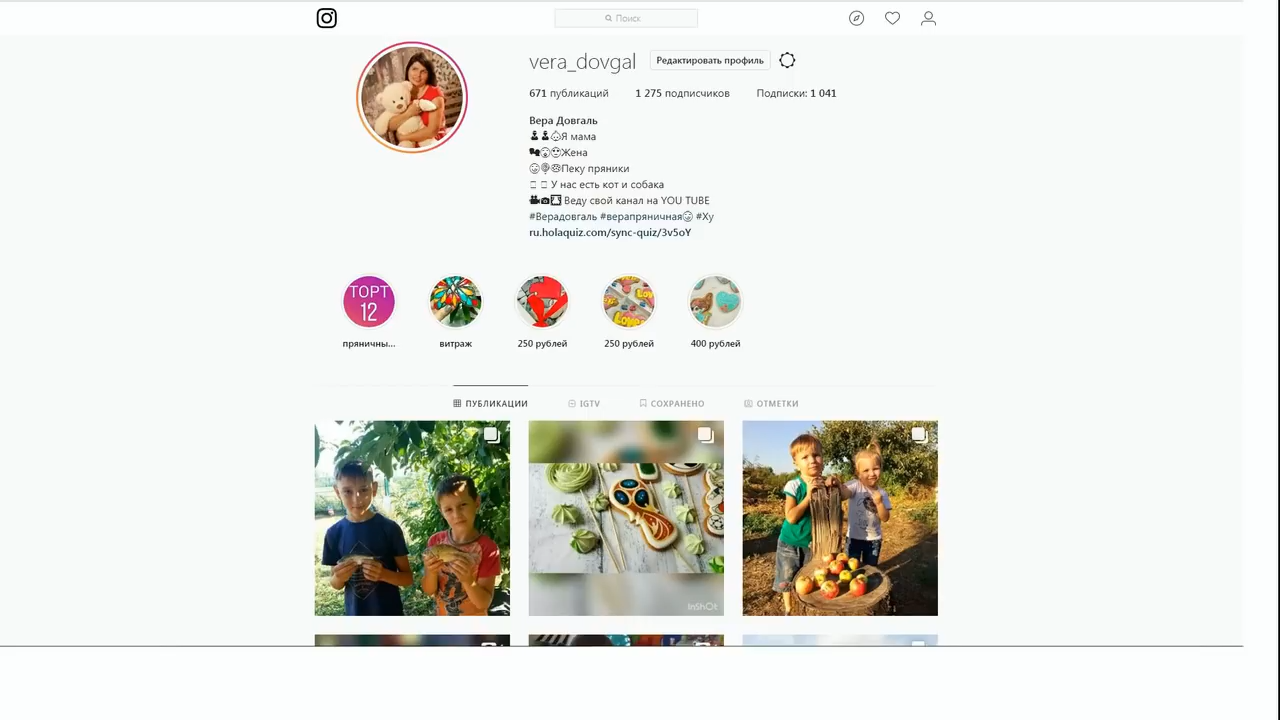 Поиск
vera_dovgal Редактировать профиль
671 публикаций 1 275 подписчиков Подписки: 1 041
Вера Довгаль
Я мама
Жена
Пеку пряники
У нас есть кот и собака
Веду свой канал на YOU TUBE
#Верадовгаль #верапряничная #Ху
ru.holaquiz.com/sync-quiz/3v5oY
ТОРТ
12
пряничны... витраж 250 рублей 250 рублей 400 рублей
ПУБЛИКАЦИИ IGTV СОХРАНЕНО ОТМЕТКИ
InShOt